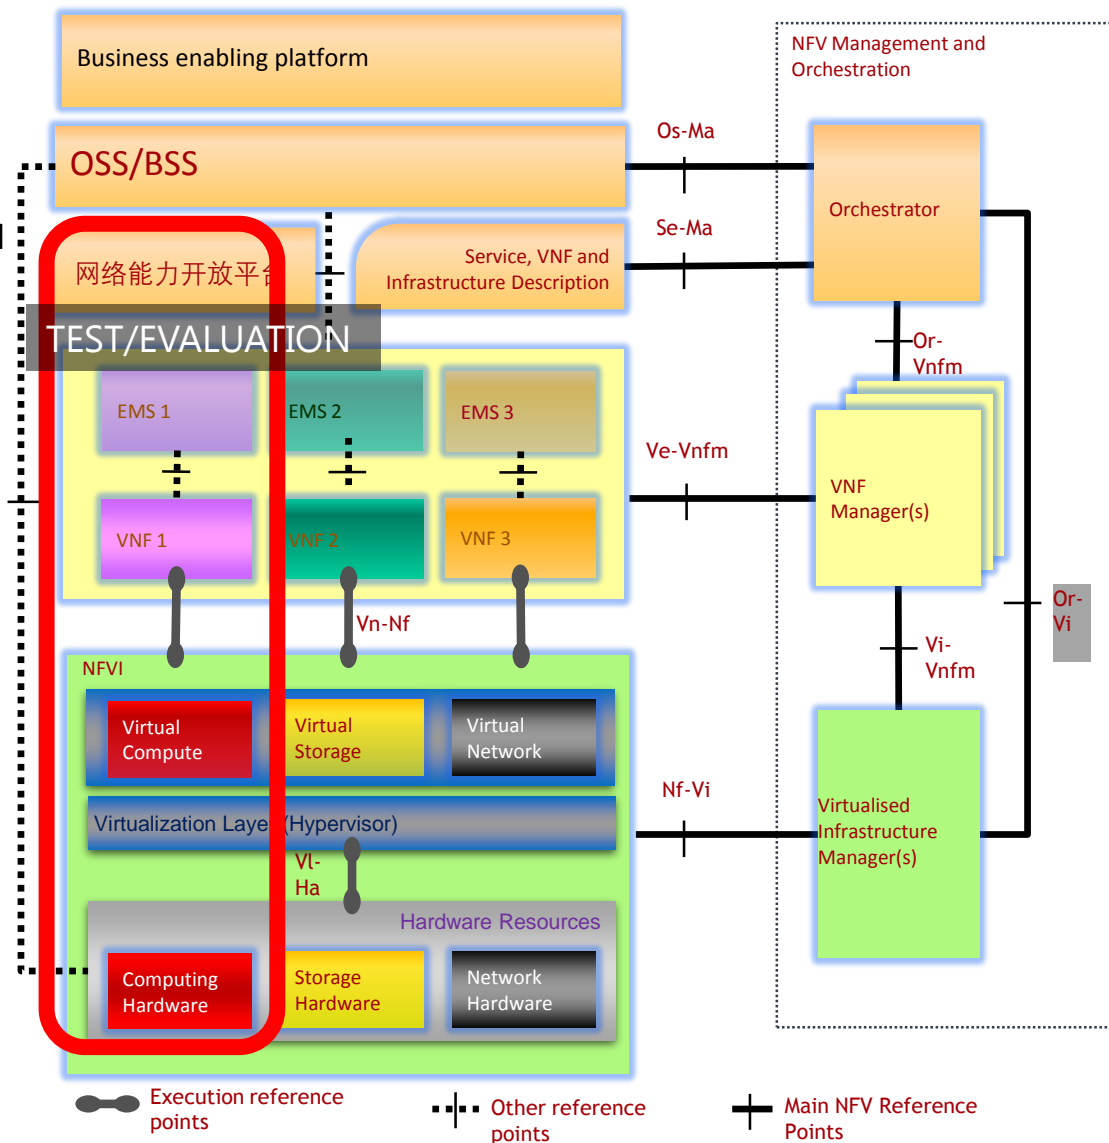 Business enabling platform
NFV Management and
Orchestration
OSS/BSS
Os-Ma
Orchestrator
网络能力开放平台
Service, VNF and
Infrastructure Description
Se-Ma
TEST/EVALUATION
Or-
Vnfm
EMS 1
EMS 2
EMS 3
Ve-Vnfm
VNF
Manager(s)
VNF 1
VNF 2
VNF 3
Vn-Nf
Or-
Vi
Vi-
Vnfm
NFVI
Virtual
Compute
Virtual
Storage
Virtual
Network
Nf-Vi
Virtualised
Infrastructure
Manager(s)
Virtualization Layer (Hypervisor)
Vl-
Ha
Hardware Resources
Computing
Hardware
Storage
Hardware
Network
Hardware
Execution reference
points
Other reference
points
Main NFV Reference
Points